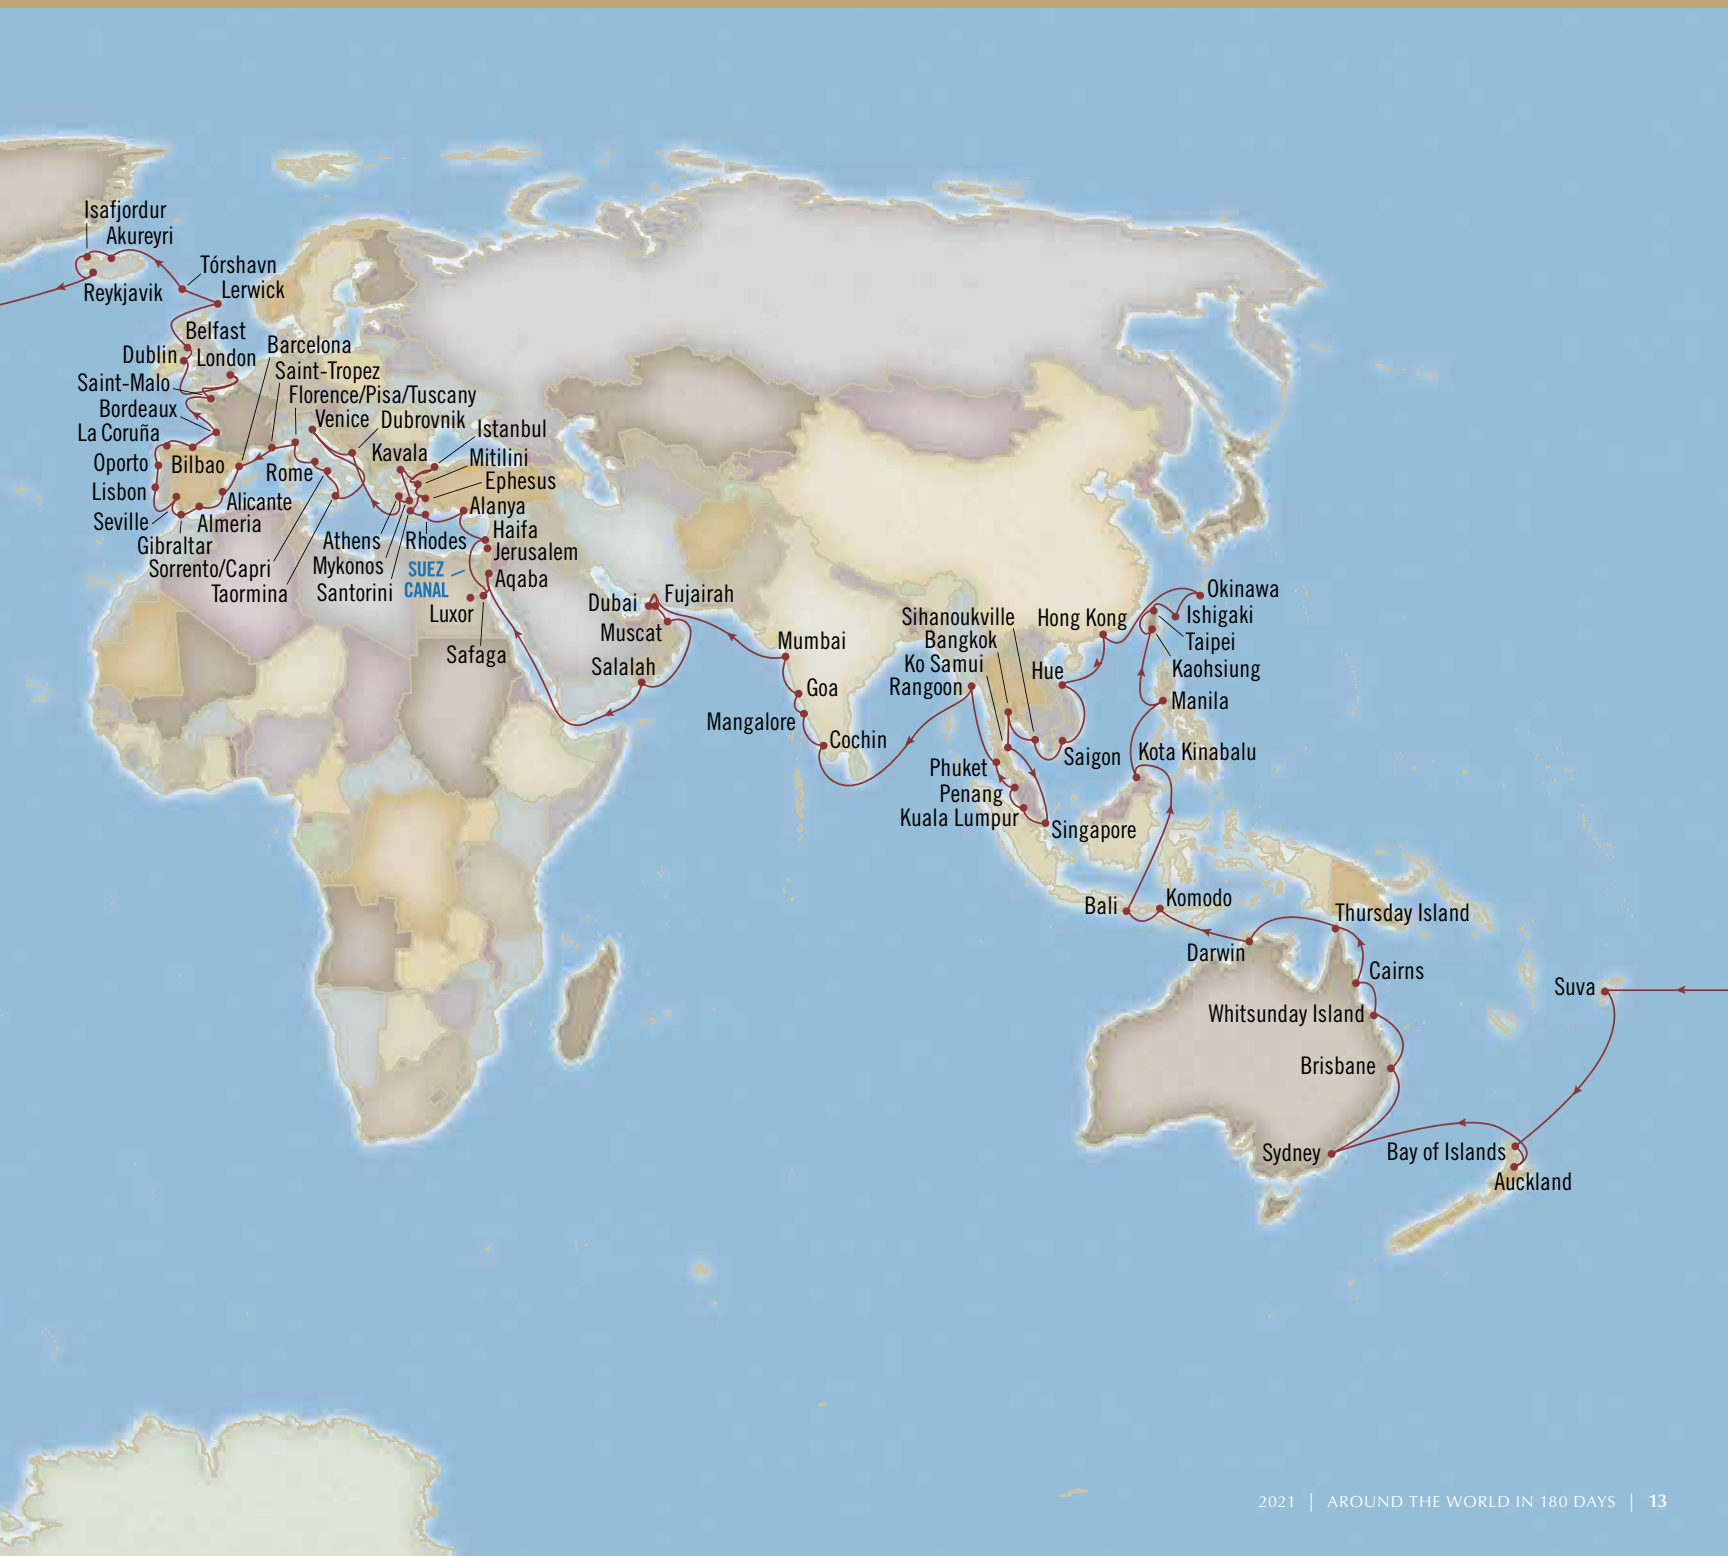 Isafjordur
Akureyri
Tórshavn
Lerwick
Reykjavik
Belfast
Barcelona
Dublin
London
Saint-Tropez
Saint-Malo
Florence/Pisa/Tuscany
Bordeaux
Venice
Dubrovnik
La Coruña
Istanbul
Kavala
Oporto
Bilbao
Mitilini
Rome
Ephesus
Lisbon
Alicante
Alanya
Seville
Almeria
Haifa
Gibraltar
Athens
Rhodes
Jerusalem
Sorrento/Capri
Mykonos
SUEZ
CANAL
Aqaba
Taormina
Santorini
Luxor
Safaga
Dubai
Fujairah
Muscat
Salalah
Mumbai
Goa
Mangalore
Cochin
Sihanoukville
Bangkok
Ko Samui
Rangoon
Hong Kong
Okinawa
Ishigaki
Taipei
Kaohsiung
Hue
Manila
Saigon
Kota Kinabalu
Phuket
Penang
Kuala Lumpur
Singapore
Bali
Komodo
Thursday Island
Darwin
Cairns
Suva
Whitsunday Island
Brisbane
Sydney
Bay of Islands
Auckland
2021 | AROUND THE WORLD IN 180 DAYS | 13